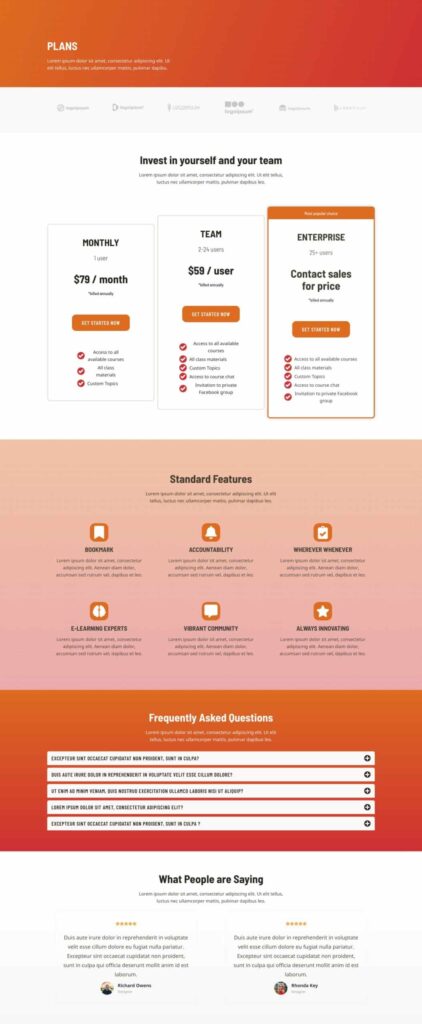 PLANS
Lorem ipsum dolor sit amet, consectetur adipiscing elit. Ut
elit tellus, luctus nec ullamcorper mattis, pulvinar dapibu.
logoipsum
logoipsum
logoipsum
logoipsum
Invest in yourself and your team
Lorem ipsum dolor sit amet, consectetur adipiscing elit. Ut elit tellus,
luctus nec ullamcorper mattis, pulvinar dapibus leo.
MONTHLY
1 user
$79 / month
*billed annually
GET STARTED NOW
Access to all
available courses
All class
materials
Custom Topics
TEAM
2-24 users
$59 / user
*billed annually
GET STARTED NOW
Access to all available
courses
All class materials
Custom Topics
Access to course chat
Invitation to private
Facebook group
Most popular choice
ENTERPRISE
25+ users
Contact sales
for price
*billed annually
GET STARTED NOW
Access to all available courses
All class materials
Custom Topics
Access to course chat
Invitation to private Facebook
group
Standard Features
Lorem ipsum dolor sit amet, consectetur adipiscing elit. Ut elit
tellus, luctus nec ullamcorper mattis, pulvinar dapibus leo.
BOOKMARK
Lorem ipsum dolor sit amet, consectetur
adipiscing elit. Aenean diam dolor,
accumsan sed rutrum vel, dapibus et leo.
ACCOUNTABILITY
Lorem ipsum dolor sit amet, consectetur
adipiscing elit. Aenean diam dolor,
accumsan sed rutrum vel, dapibus et leo.
WHEREVER WHENEVER
Lorem ipsum dolor sit amet, consectetur
adipiscing elit. Aenean diam dolor,
accumsan sed rutrum vel, dapibus et leo.
E-LEARNING EXPERTS
Lorem ipsum dolor sit amet, consectetur
adipiscing elit. Aenean diam dolor,
accumsan sed rutrum vel, dapibus et leo.
VIBRANT COMMUNITY
Lorem ipsum dolor sit amet, consectetur
adipiscing elit. Aenean diam dolor,
accumsan sed rutrum vel, dapibus et leo.
ALWAYS INNOVATING
Lorem ipsum dolor sit amet, consectetur
adipiscing elit. Aenean diam dolor,
accumsan sed rutrum vel, dapibus et leo.
Frequently Asked Questions
Lorem ipsum dolor sit amet, consectetur adipiscing elit. Ut
elit tellus, luctus nec ullamcorper mattis, pulvinar dapibus leo.
EXCEPTEUR SINT OCCAECAT CUPIDATAT NON PROIDENT, SUNT IN CULPA?
DUIS AUTE IRURE DOLOR IN REPREHENDERIT IN VOLUPTATE VELIT ESSE CILLUM DOLORE?
UT ENIM AD MINIM VENIAM, QUIS NOSTRUD EXERCITATION ULLAMCO LABORIS NISI UT ALIQUIP?
LOREM IPSUM DOLOR SIT AMET, CONSECTETUR ADIPISCING ELIT?
EXCEPTEUR SINT OCCAECAT CUPIDATAT NON PROIDENT, SUNT IN CULPA ?
What People are Saying
Lorem ipsum dolor sit amet, consectetur adipiscing elit. Ut elit tellus,
luctus nec ullamcorper mattis, pulvinar dapibus leo.
Duis aute irure dolor in reprehenderit in voluptate
velit esse cillum dolore eu fugiat nulla pariatur.
Excepteur sint occaecat cupidatat non proident,
sunt in culpa qui officia deserunt mollit anim id est
laborum.
Richard Owens
Designer
Duis aute irure dolor in reprehenderit in voluptate
velit esse cillum dolore eu fugiat nulla pariatur.
Excepteur sint occaecat cupidatat non proident,
sunt in culpa qui officia deserunt mollit anim id est
laborum.
Rhonda Key
Designer